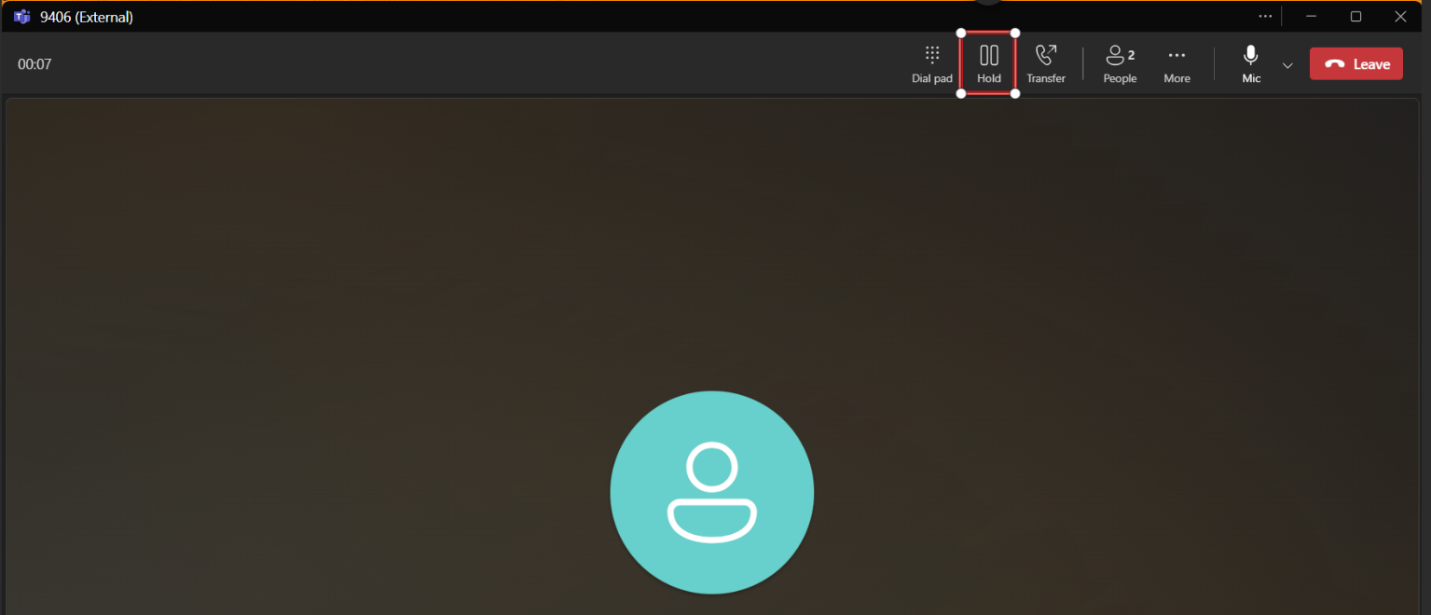 9406 (External)
00:07
Dial pad
Hold
Transfer
2
People
More
Mic
Leave